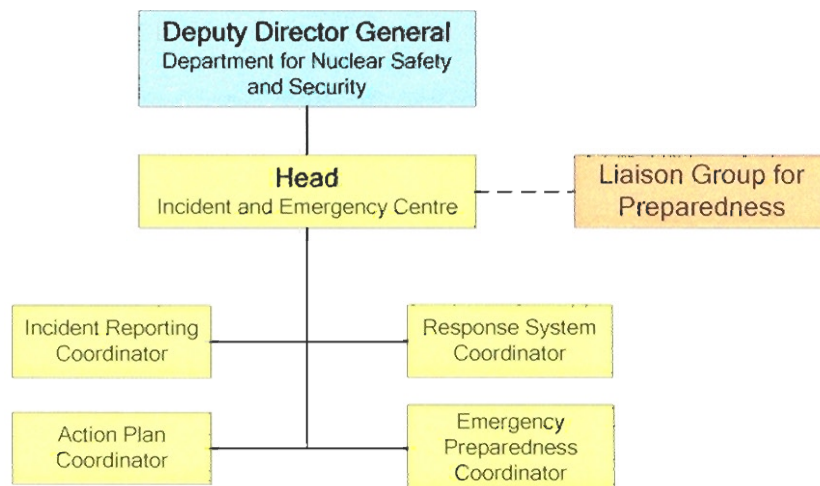 Deputy Director General
Department for Nuclear Safety
and Security
Head
Incident and Emergency Centre
Liaison Group for
Preparedness
Incident Reporting
Coordinator
Response System
Coordinator
Action Plan
Coordinator
Emergency
Preparedness
Coordinator